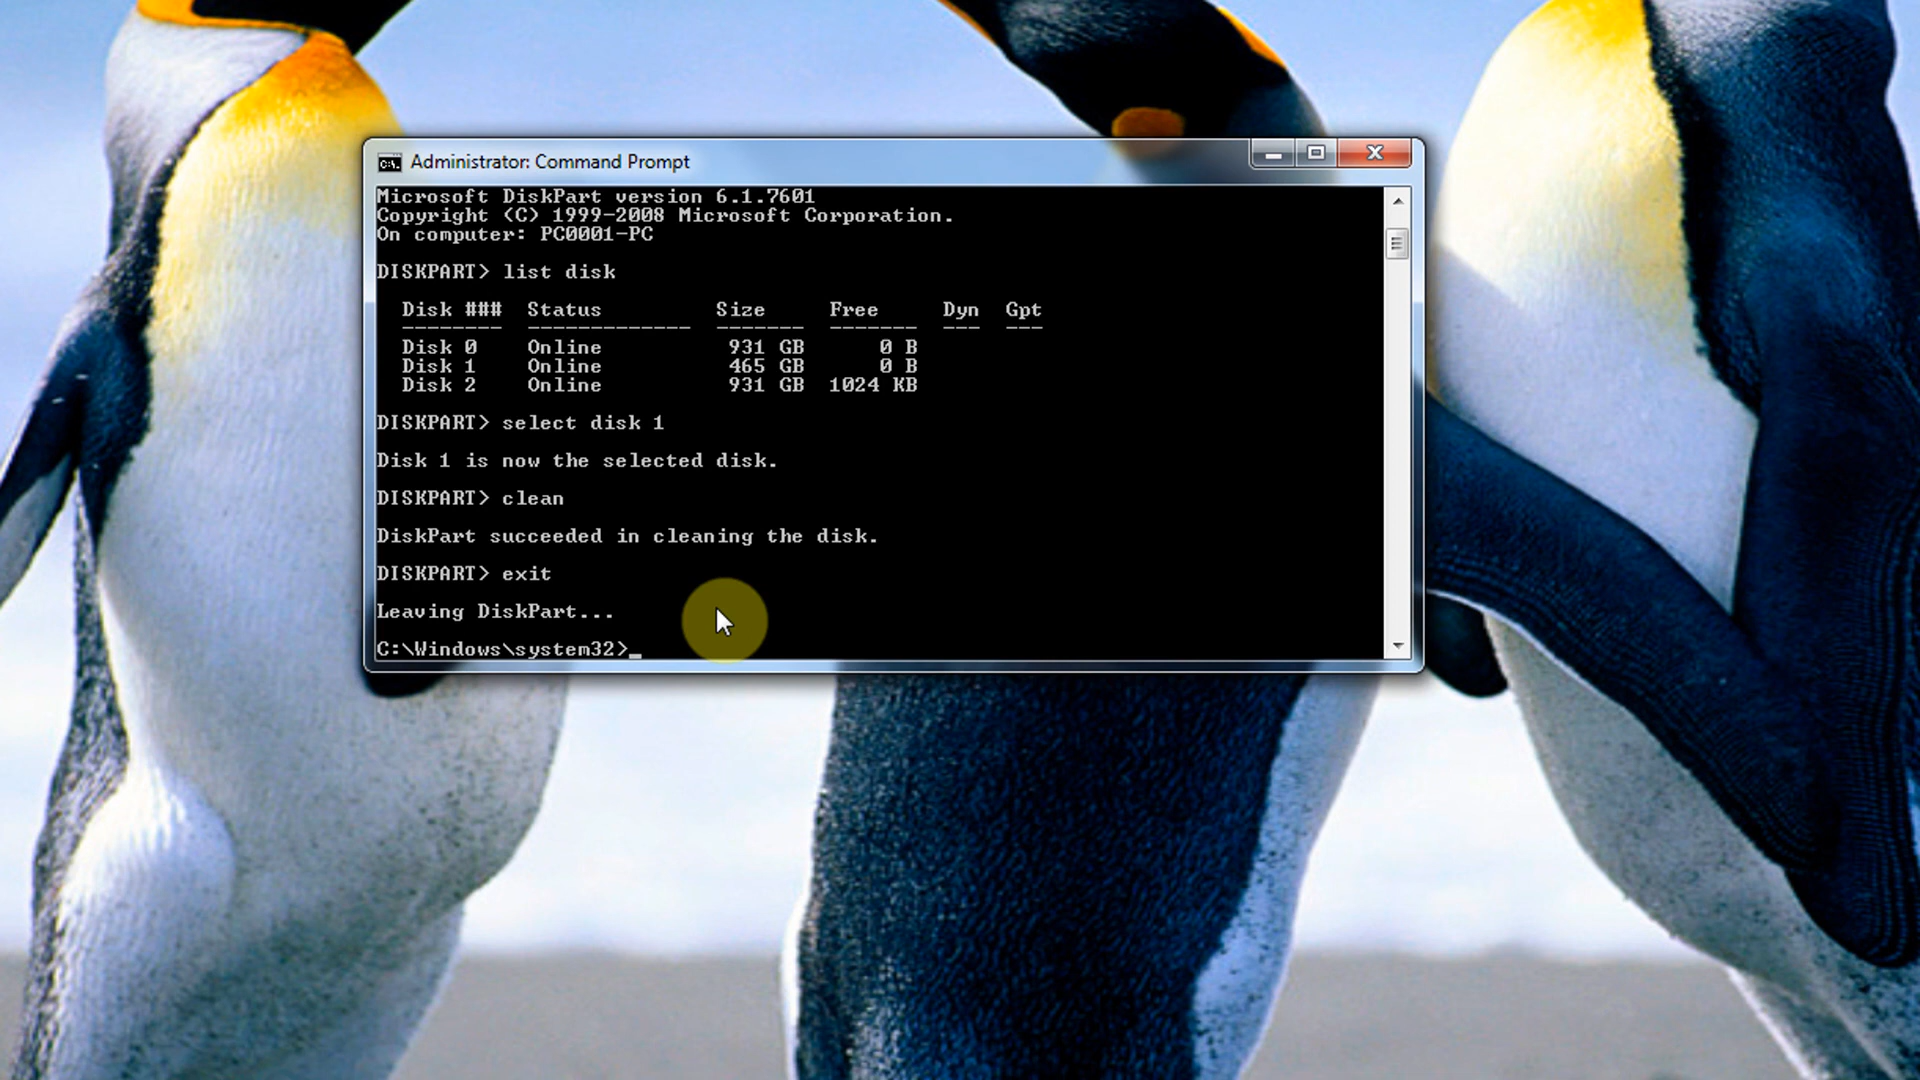 Administrator: Command Prompt
Microsoft DiskPart version 6.1.7601
Copyright (C) 1999-2008 Microsoft Corporation.
On computer: PC0001-PC
DISKPART> list disk
Disk ### Status Size Free Dyn Gpt
-------- ------------- ------- ------- --- ---
Disk 0 Online 931 GB 0 B
Disk 1 Online 465 GB 0 B
Disk 2 Online 931 GB 1024 KB
DISKPART> select disk 1
Disk 1 is now the selected disk.
DISKPART> clean
DiskPart succeeded in cleaning the disk.
DISKPART> exit
Leaving DiskPart...
C:\Windows\system32>_